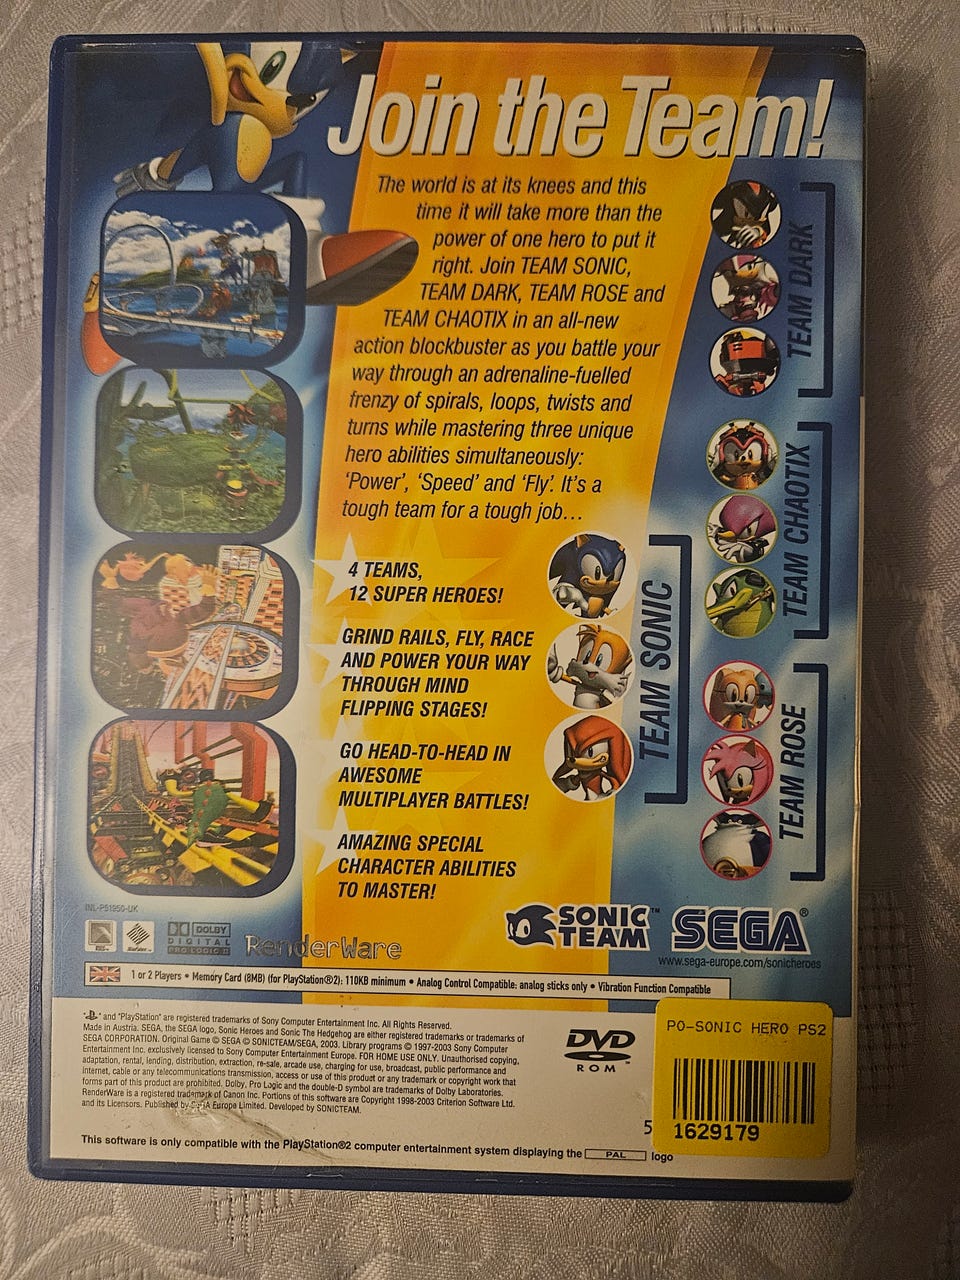 Join the Team!
The world is at its knees and this
time it will take more than the
power of one hero to put it
right. Join TEAM SONIC,
TEAM DARK, TEAM ROSE and
TEAM CHAOTIX in an all-new
action blockbuster as you battle your
way through an adrenaline-fuelled
frenzy of spirals, loops, twists and
turns while mastering three unique
hero abilities simultaneously:
‘Power’, ‘Speed’ and ‘Fly’. It’s a
tough team for a tough job…
4 TEAMS,
12 SUPER HEROES!
GRIND RAILS, FLY, RACE
AND POWER YOUR WAY
THROUGH MIND
FLIPPING STAGES!
GO HEAD-TO-HEAD IN
AWESOME
MULTIPLAYER BATTLES!
AMAZING SPECIAL
CHARACTER ABILITIES
TO MASTER!
TEAM SONIC
TEAM DARK
TEAM CHAOTIX
TEAM ROSE
INL-P51950-UK
DOLBY
DIGITAL
PRO LOGIC II
RenderWare
SONIC TEAM™
SEGA®
www.sega-europe.com/sonicheroes
1 or 2 Players • Memory Card (8MB) (for PlayStation®2): 110KB minimum • Analog Control Compatible: analog sticks only • Vibration Function Compatible
"PS" and "PlayStation" are registered trademarks of Sony Computer Entertainment Inc. All Rights Reserved.
Made in Austria. SEGA, the SEGA logo, Sonic Heroes and Sonic The Hedgehog are either registered trademarks or trademarks of
SEGA CORPORATION. Original Game © SEGA © SONICTEAM/SEGA, 2003. Library programs © 1997-2003 Sony Computer
Entertainment Inc. exclusively licensed to Sony Computer Entertainment Europe. FOR HOME USE ONLY. Unauthorised copying,
adaptation, rental, lending, distribution, extraction, re-sale, arcade use, charging for use, broadcast, public performance and
internet, cable or any telecommunications transmission, access or use of this product or any trademark or copyright work that
forms part of this product are prohibited. Dolby, Pro Logic and the double-D symbol are trademarks of Dolby Laboratories.
RenderWare is a registered trademark of Canon Inc. Portions of this software are Copyright 1998-2003 Criterion Software Ltd.
and its Licensors. Published by SEGA Europe Limited. Developed by SONICTEAM.
DVD
ROM
PO-SONIC HERO PS2
1629179
5
This software is only compatible with the PlayStation®2 computer entertainment system displaying the PAL logo